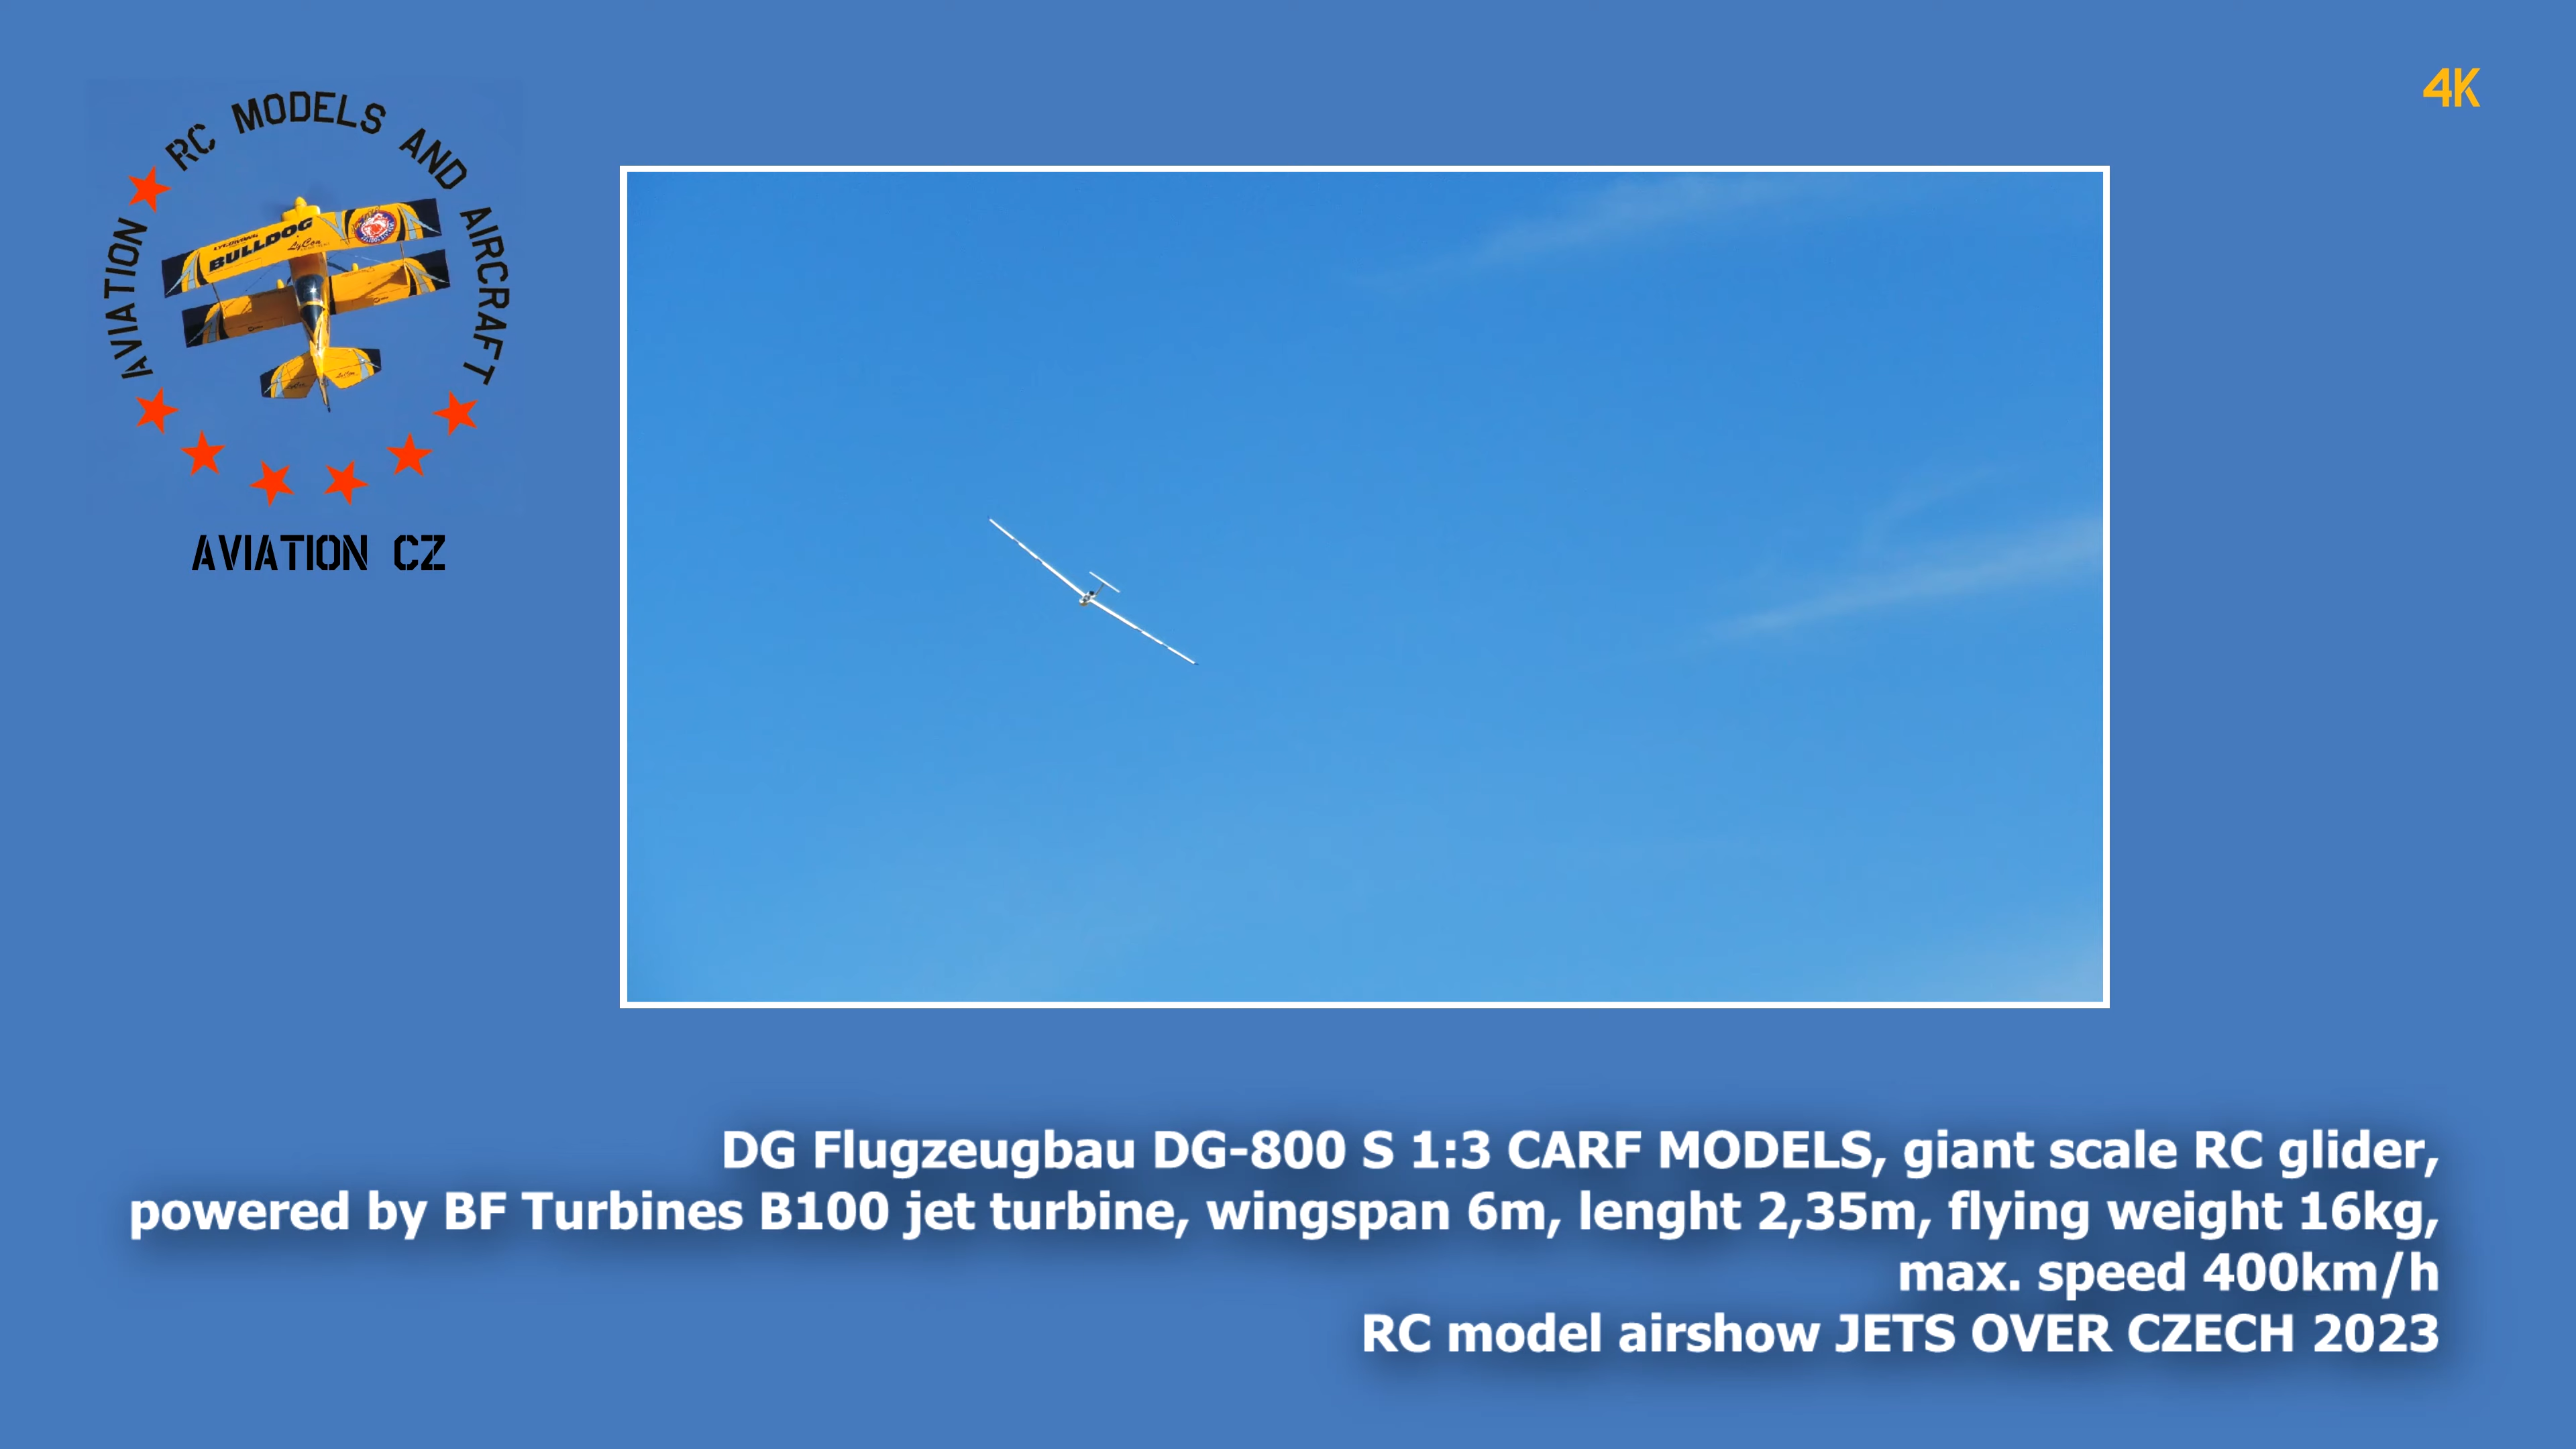 AVIATION ★ RC MODELS AND AIRCRAFT
BULLDOG
LyCon
AVIATION CZ
4K
DG Flugzeugbau DG-800 S 1:3 CARF MODELS, giant scale RC glider,
powered by BF Turbines B100 jet turbine, wingspan 6m, lenght 2,35m, flying weight 16kg,
max. speed 400km/h
RC model airshow JETS OVER CZECH 2023